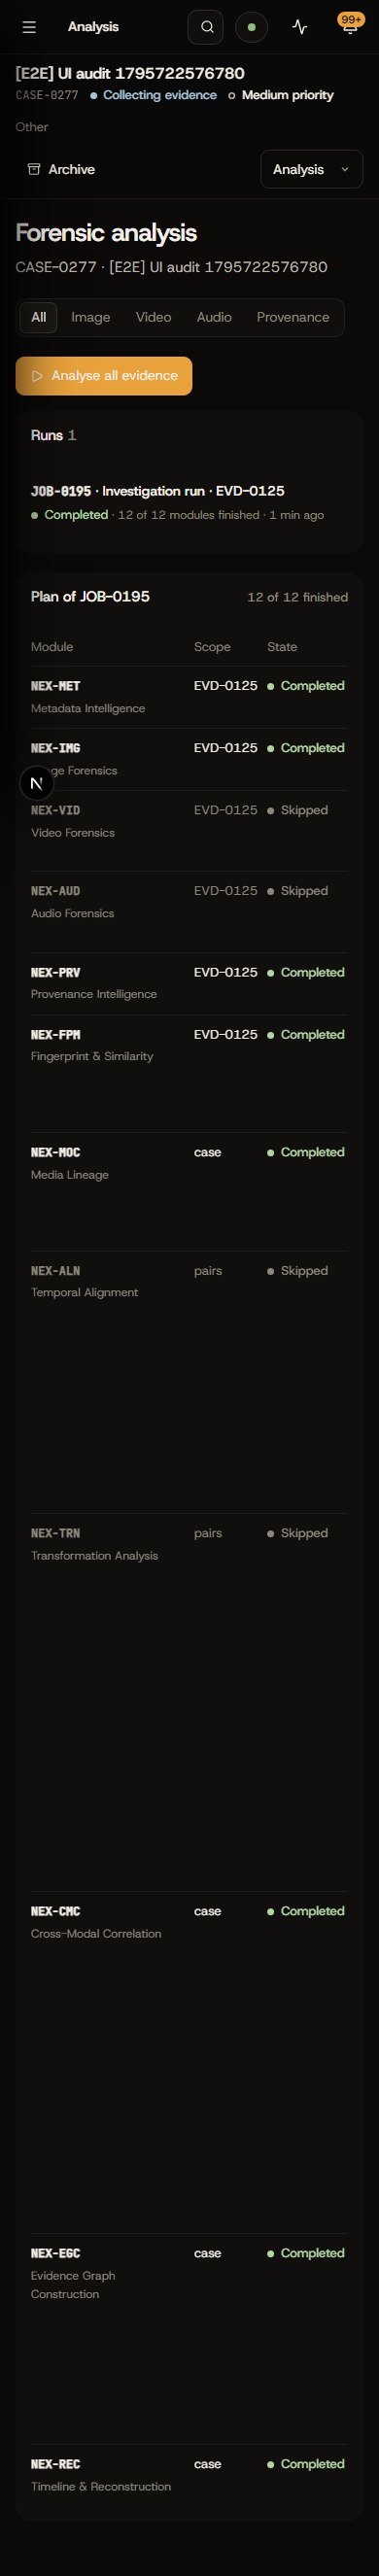 Analysis
99+
[E2E] UI audit 1795722576780
CASE-0277 Collecting evidence Medium priority
Other
Archive Analysis
Forensic analysis
CASE-0277 · [E2E] UI audit 1795722576780
All Image Video Audio Provenance
Analyse all evidence
Runs 1
JOB-0195 · Investigation run · EVD-0125
Completed · 12 of 12 modules finished · 1 min ago
Plan of JOB-0195 12 of 12 finished
Module Scope State
NEX-MET EVD-0125 Completed
Metadata Intelligence
NEX-IMG EVD-0125 Completed
ge Forensics
N
NEX-VID EVD-0125 Skipped
Video Forensics
NEX-AUD EVD-0125 Skipped
Audio Forensics
NEX-PRV EVD-0125 Completed
Provenance Intelligence
NEX-FPM EVD-0125 Completed
Fingerprint & Similarity
NEX-MOC case Completed
Media Lineage
NEX-ALN pairs Skipped
Temporal Alignment
NEX-TRN pairs Skipped
Transformation Analysis
NEX-CMC case Completed
Cross-Modal Correlation
NEX-EGC case Completed
Evidence Graph
Construction
NEX-REC case Completed
Timeline & Reconstruction